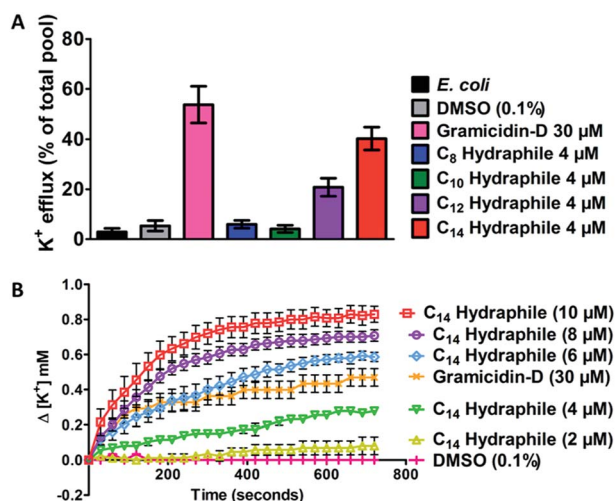 A
K⁺ efflux (% of total pool)
80
60
40
20
0
E. coli
DMSO (0.1%)
Gramicidin-D 30 µM
C₈ Hydraphile 4 µM
C₁₀ Hydraphile 4 µM
C₁₂ Hydraphile 4 µM
C₁₄ Hydraphile 4 µM
B
Δ [K⁺] mM
1.0
0.8
0.6
0.4
0.2
0.0
-0.2
200
400
600
800
Time (seconds)
C₁₄ Hydraphile (10 µM)
C₁₄ Hydraphile (8 µM)
C₁₄ Hydraphile (6 µM)
Gramicidin-D (30 µM)
C₁₄ Hydraphile (4 µM)
C₁₄ Hydraphile (2 µM)
DMSO (0.1%)